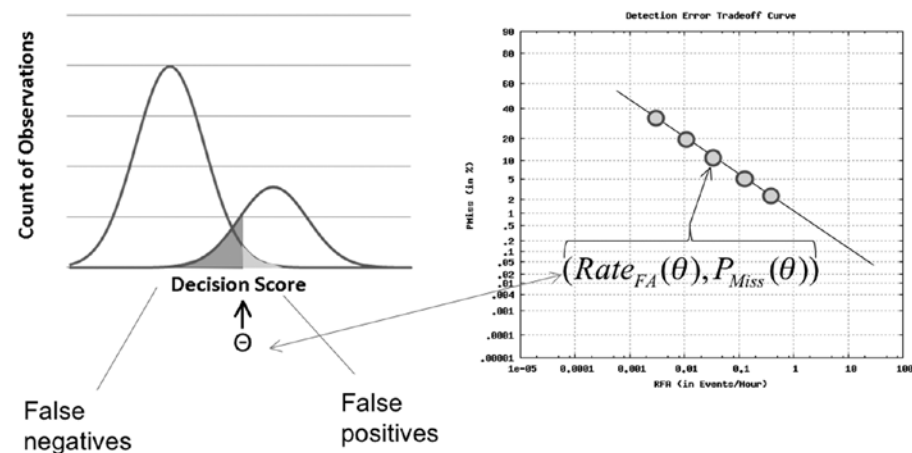 Count of Observations
Decision Score
Θ
False
negatives
False
positives
Detection Error Tradeoff Curve
PMiss (in %)
90
80
60
40
20
10
5
2
1
.5
.2
.1
.05
.02
.01
.004
.001
.0001
.00001
(Rate_FA(θ), P_Miss(θ))
1e-05 0.0001 0.001 0.01 0.1 1 10 100
RFA (in Events/Hour)